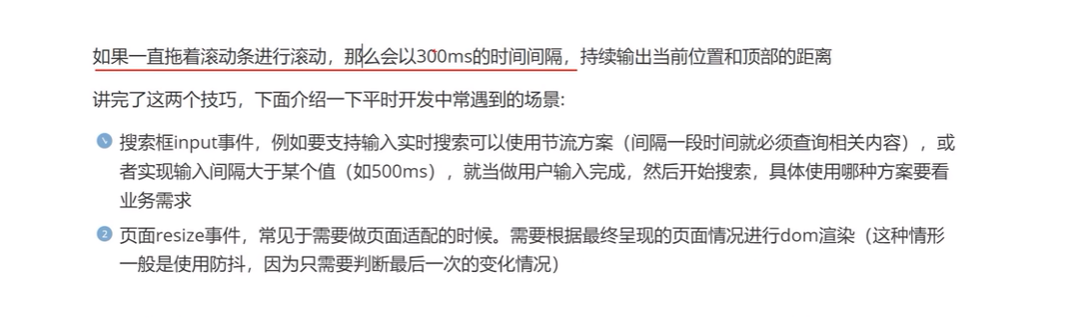 如果一直拖着滚动条进行滚动，那么会以300ms的时间间隔，持续输出当前位置和顶部的距离
讲完了这两个技巧，下面介绍一下平时开发中常遇到的场景:
1 搜索框input事件，例如要支持输入实时搜索可以使用节流方案（间隔一段时间就必须查询相关内容），或
者实现输入间隔大于某个值（如500ms），就当做用户输入完成，然后开始搜索，具体使用哪种方案要看
业务需求
2 页面resize事件，常见于需要做页面适配的时候。需要根据最终呈现的页面情况进行dom渲染（这种情形
一般是使用防抖，因为只需要判断最后一次的变化情况）